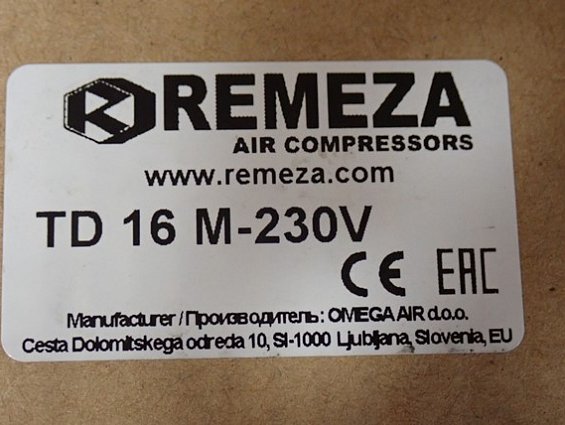 REMEZA
AIR COMPRESSORS
www.remeza.com
TD 16 M-230V
CE EAC
Manufacturer / Производитель: OMEGA AIR d.o.o.
Cesta Dolomitskega odreda 10, SI-1000 Ljubljana, Slovenia, EU